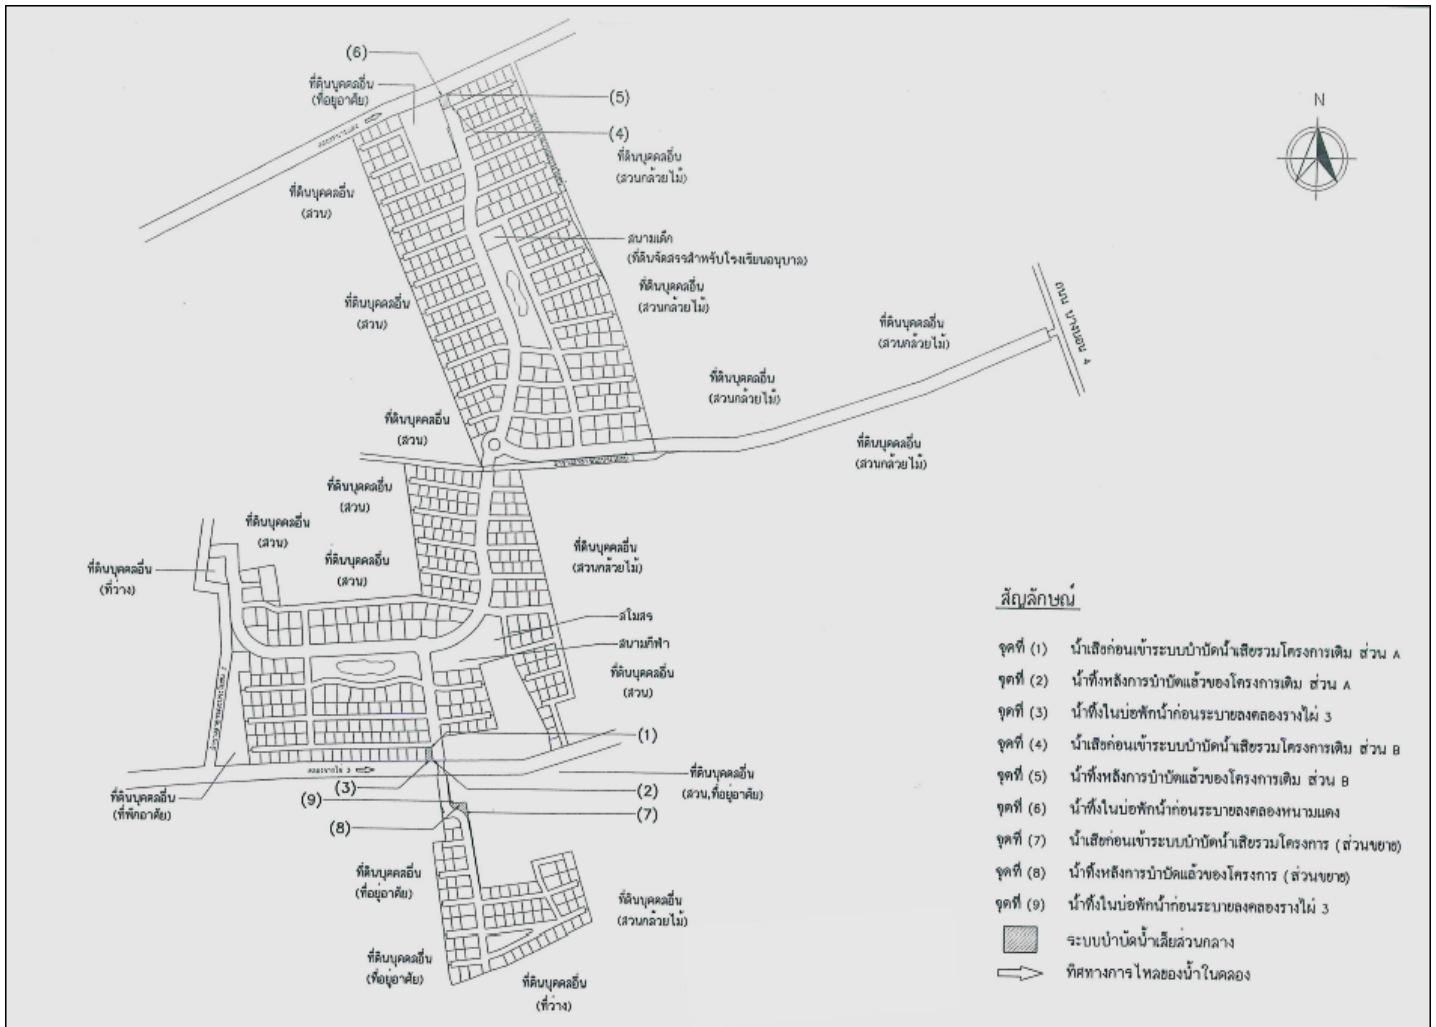 (6)
ที่ดินบุคคลอื่น
(ที่อยู่อาศัย)
(5)
(4)
N
ที่ดินบุคคลอื่น
(สวนกล้วยไม้)
ที่ดินบุคคลอื่น
(สวน)
สนามเด็ก
(ที่ดินจัดสรรสำหรับโรงเรียนอนุบาล)
ที่ดินบุคคลอื่น
(สวนกล้วยไม้)
ที่ดินบุคคลอื่น
(สวน)
ถนน บางบอน 4
ที่ดินบุคคลอื่น
(สวนกล้วยไม้)
ที่ดินบุคคลอื่น
(สวนกล้วยไม้)
ที่ดินบุคคลอื่น
(สวน)
ที่ดินบุคคลอื่น
(สวนกล้วยไม้)
ที่ดินบุคคลอื่น
(สวน)
ที่ดินบุคคลอื่น
(สวน)
ที่ดินบุคคลอื่น
(สวน)
ที่ดินบุคคลอื่น
(สวนกล้วยไม้)
ที่ดินบุคคลอื่น
(ที่ว่าง)
สโมสร
สนามกีฬา
ที่ดินบุคคลอื่น
(สวน)
(1)
คลองรางไผ่ 3
(3)
(2)
ที่ดินบุคคลอื่น
(สวน,ที่อยู่อาศัย)
ที่ดินบุคคลอื่น
(ที่พักอาศัย)
(9)
(7)
(8)
ที่ดินบุคคลอื่น
(ที่อยู่อาศัย)
ที่ดินบุคคลอื่น
(สวนกล้วยไม้)
ที่ดินบุคคลอื่น
(ที่อยู่อาศัย)
ที่ดินบุคคลอื่น
(ที่ว่าง)
สัญลักษณ์
จุดที่ (1) น้ำเสียก่อนเข้าระบบบำบัดน้ำเสียรวมโครงการเดิม ส่วน A
จุดที่ (2) น้ำทิ้งหลังการบำบัดแล้วของโครงการเดิม ส่วน A
จุดที่ (3) น้ำทิ้งในบ่อพักน้ำก่อนระบายลงคลองรางไผ่ 3
จุดที่ (4) น้ำเสียก่อนเข้าระบบบำบัดน้ำเสียรวมโครงการเดิม ส่วน B
จุดที่ (5) น้ำทิ้งหลังการบำบัดแล้วของโครงการเดิม ส่วน B
จุดที่ (6) น้ำทิ้งในบ่อพักน้ำก่อนระบายลงคลองหนามแดง
จุดที่ (7) น้ำเสียก่อนเข้าระบบบำบัดน้ำเสียรวมโครงการ (ส่วนขยาย)
จุดที่ (8) น้ำทิ้งหลังการบำบัดแล้วของโครงการ (ส่วนขยาย)
จุดที่ (9) น้ำทิ้งในบ่อพักน้ำก่อนระบายลงคลองรางไผ่ 3
ระบบบำบัดน้ำเสียส่วนกลาง
ทิศทางการไหลของน้ำในคลอง